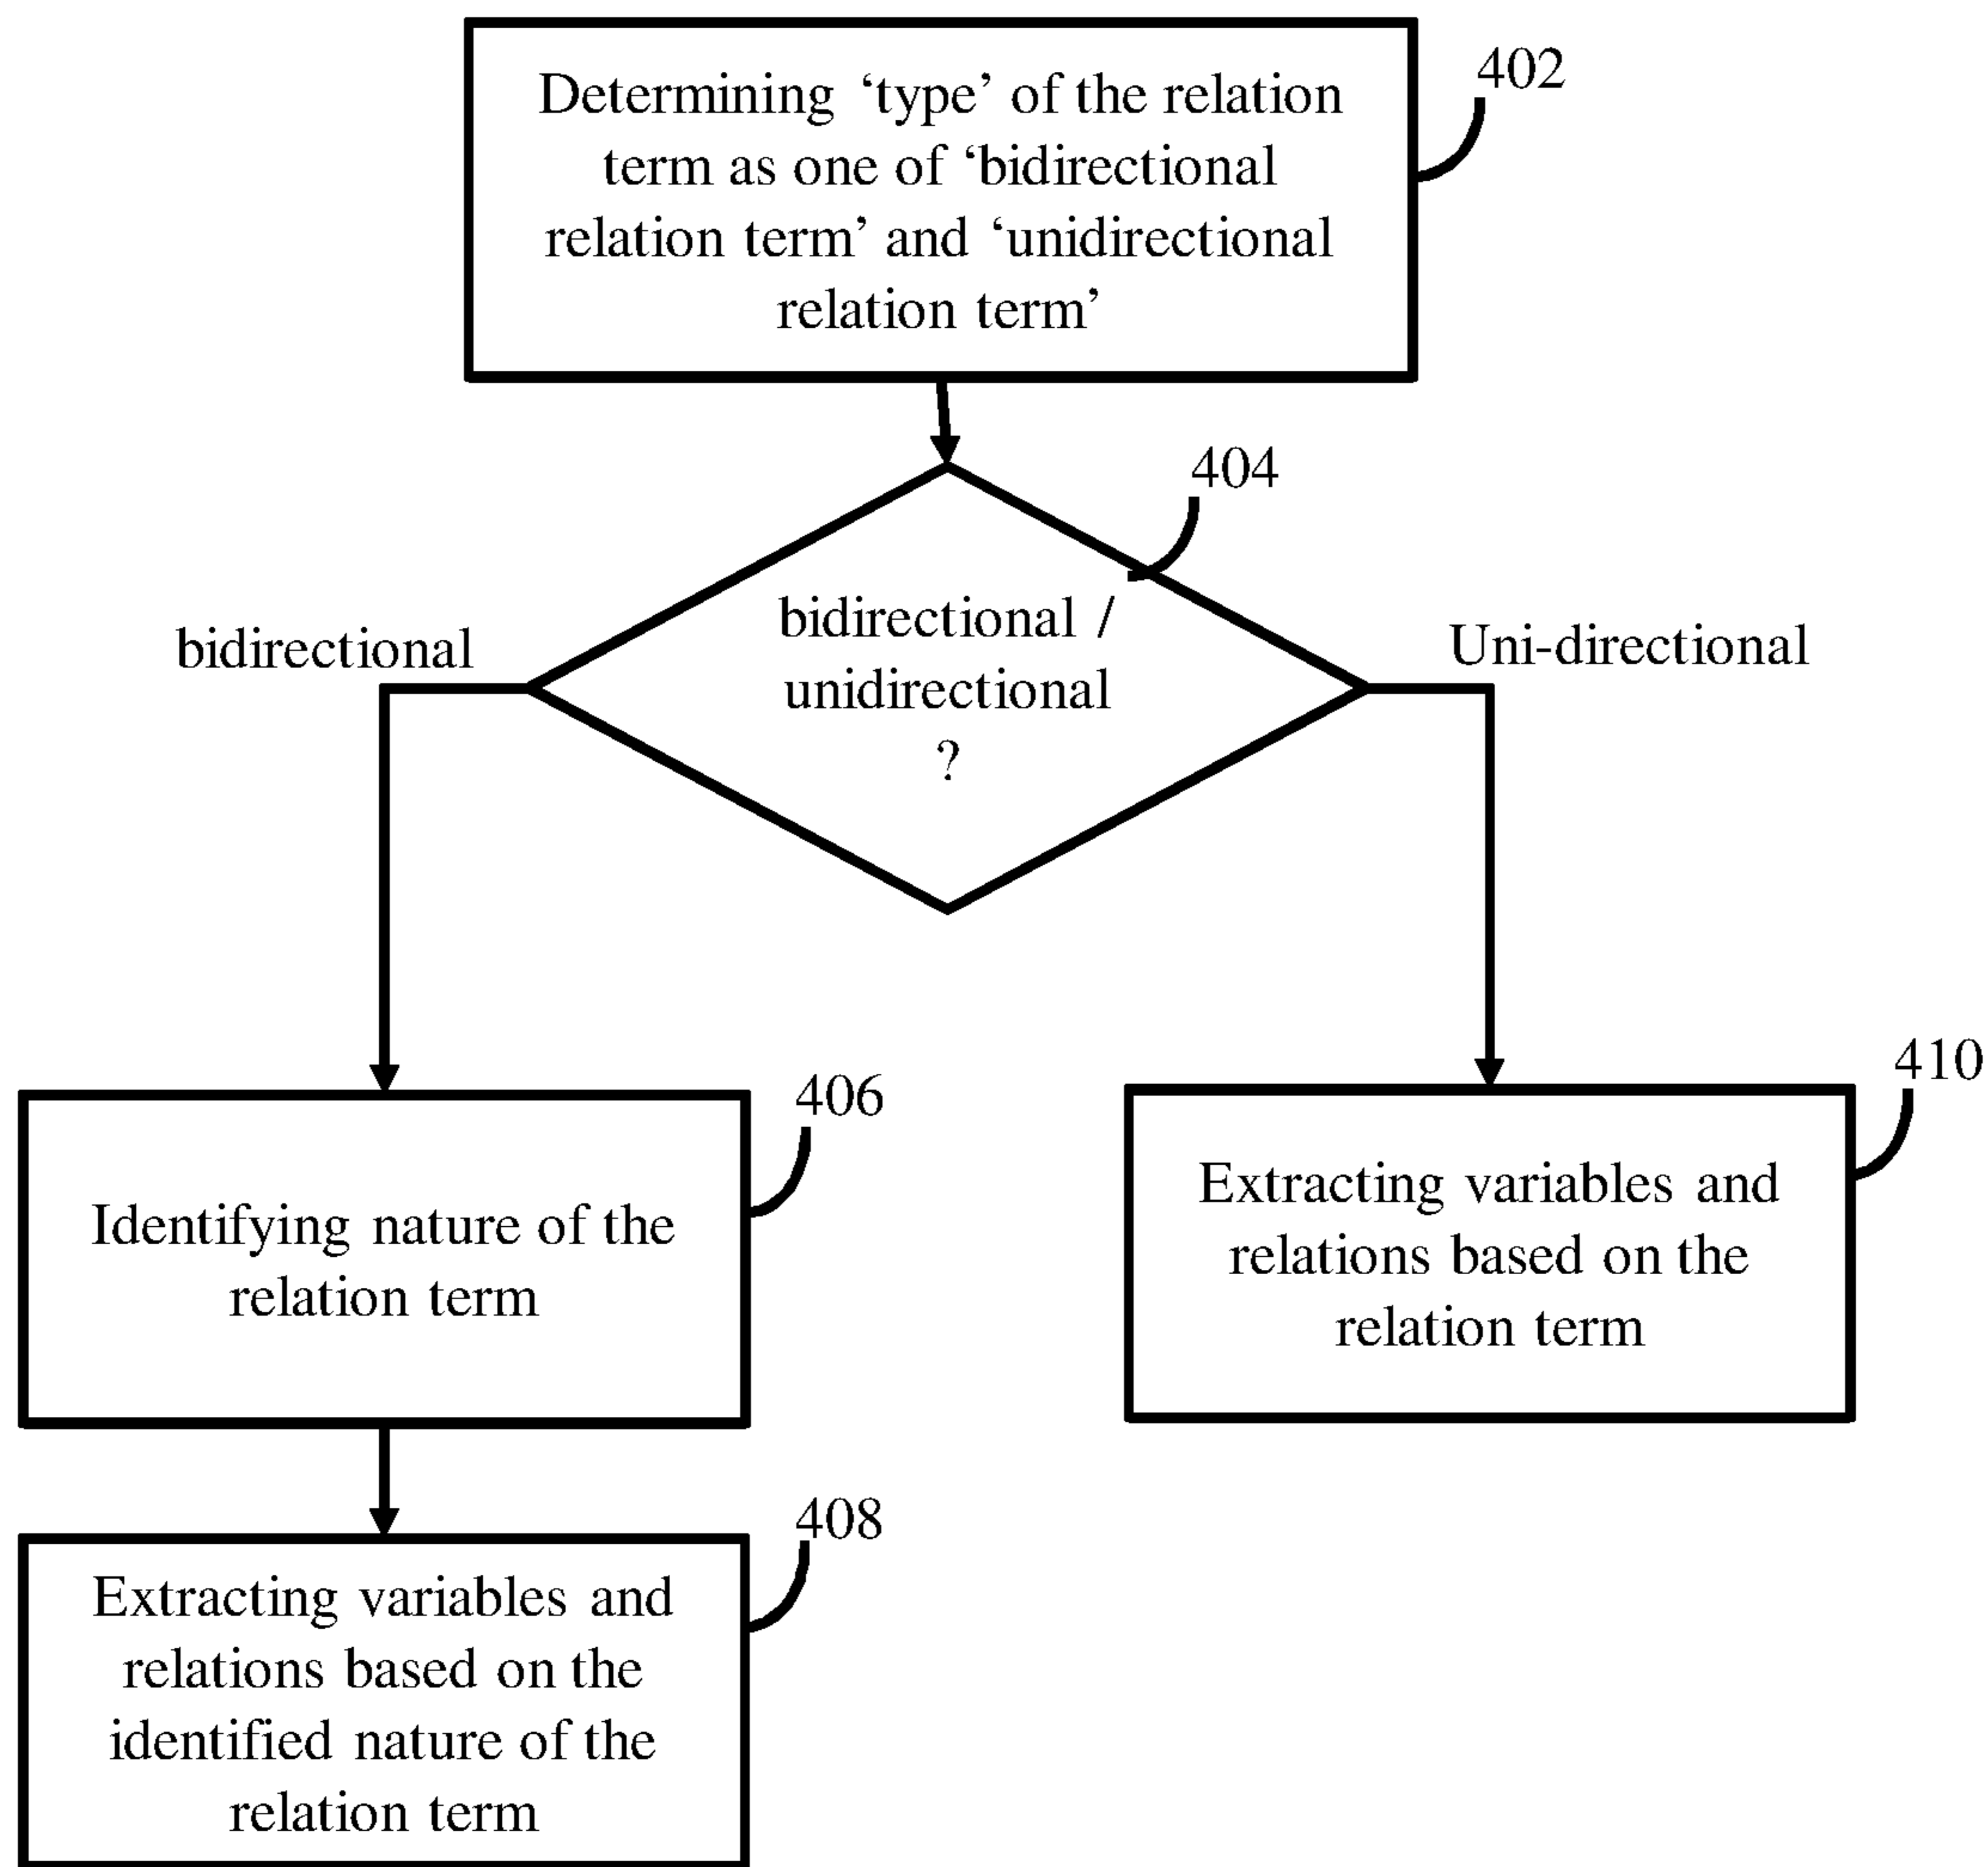 Determining ‘type’ of the relation
term as one of ‘bidirectional
relation term’ and ‘unidirectional
relation term’
402
404
bidirectional /
unidirectional
?
bidirectional
Uni-directional
406
Identifying nature of the
relation term
410
Extracting variables and
relations based on the
relation term
408
Extracting variables and
relations based on the
identified nature of the
relation term